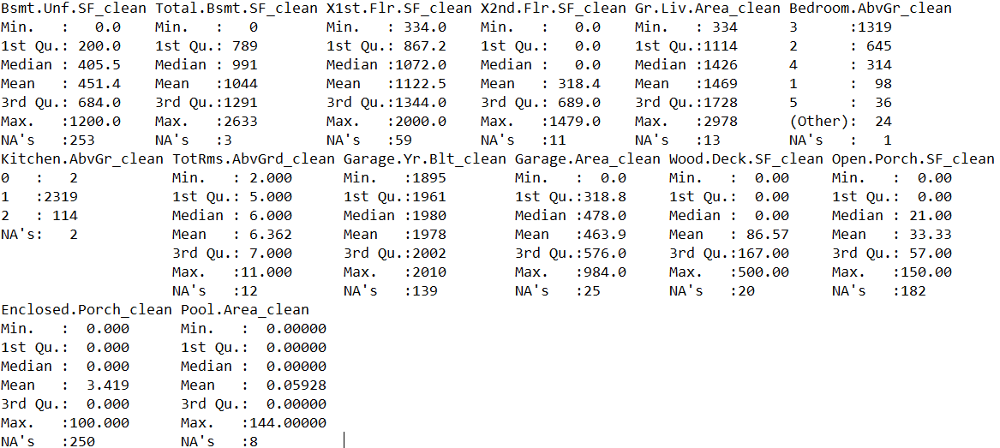 Bsmt.Unf.SF_clean Total.Bsmt.SF_clean X1st.Flr.SF_clean X2nd.Flr.SF_clean Gr.Liv.Area_clean Bedroom.AbvGr_clean
Min.   :   0.0    Min.   :   0        Min.   : 334.0    Min.   :   0.0    Min.   : 334      3      :1319
1st Qu.: 200.0    1st Qu.: 789        1st Qu.: 867.2    1st Qu.:   0.0    1st Qu.:1114      2      : 645
Median : 405.5    Median : 991        Median :1072.0    Median :   0.0    Median :1426      4      : 314
Mean   : 451.4    Mean   :1044        Mean   :1122.5    Mean   : 318.4    Mean   :1469      1      :  98
3rd Qu.: 684.0    3rd Qu.:1291        3rd Qu.:1344.0    3rd Qu.: 689.0    3rd Qu.:1728      5      :  36
Max.   :1200.0    Max.   :2633        Max.   :2000.0    Max.   :1479.0    Max.   :2978      (Other):  24
NA's   :253       NA's   :3           NA's   :59        NA's   :11        NA's   :13        NA's   :   1
Kitchen.AbvGr_clean TotRms.AbvGrd_clean Garage.Yr.Blt_clean Garage.Area_clean Wood.Deck.SF_clean Open.Porch.SF_clean
0   :   2           Min.   : 2.000      Min.   :1895        Min.   :  0.0     Min.   :  0.00     Min.   :  0.00
1   :2319           1st Qu.: 5.000      1st Qu.:1961        1st Qu.:318.8     1st Qu.:  0.00     1st Qu.:  0.00
2   : 114           Median : 6.000      Median :1980        Median :478.0     Median :  0.00     Median : 21.00
NA's:   2           Mean   : 6.362      Mean   :1978        Mean   :463.9     Mean   : 86.57     Mean   : 33.33
3rd Qu.: 7.000      3rd Qu.:2002        3rd Qu.:576.0     3rd Qu.:167.00     3rd Qu.: 57.00
Max.   :11.000      Max.   :2010        Max.   :984.0     Max.   :500.00     Max.   :150.00
NA's   :12          NA's   :139         NA's   :25        NA's   :20         NA's   :182
Enclosed.Porch_clean Pool.Area_clean
Min.   :  0.000      Min.   :  0.00000
1st Qu.:  0.000      1st Qu.:  0.00000
Median :  0.000      Median :  0.00000
Mean   :  3.419      Mean   :  0.05928
3rd Qu.:  0.000      3rd Qu.:  0.00000
Max.   :100.000      Max.   :144.00000
NA's   :250          NA's   :8